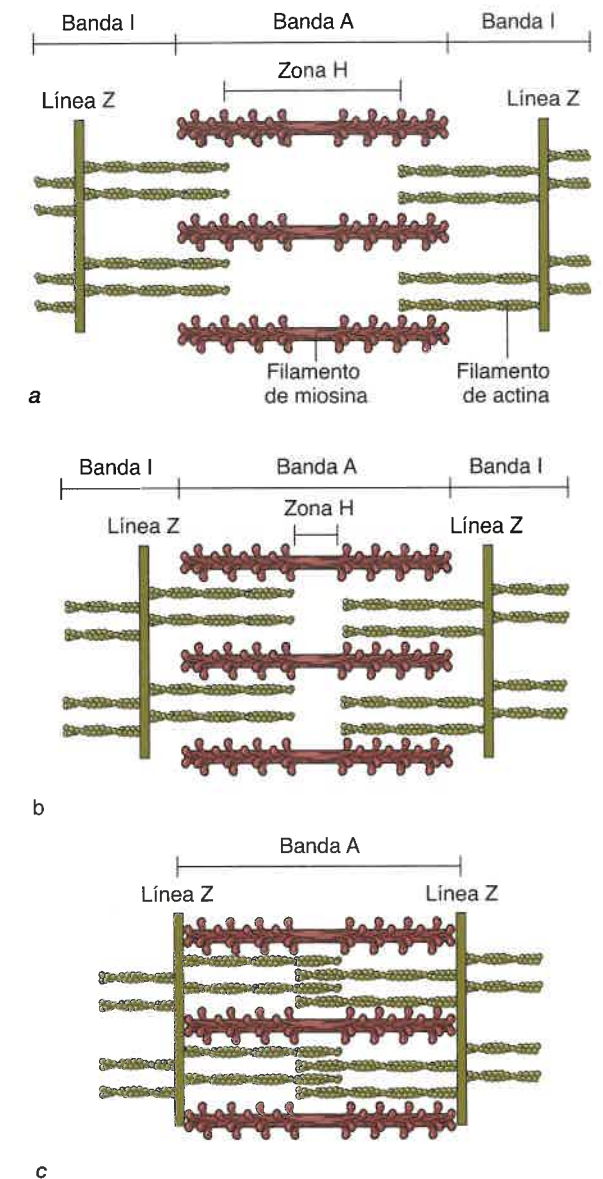 Banda I Banda A Banda I
Zona H
Línea Z Línea Z
Filamento de miosina
Filamento de actina
a
Banda I Banda A Banda I
Zona H
Línea Z Línea Z
b
Banda A
Línea Z Línea Z
c